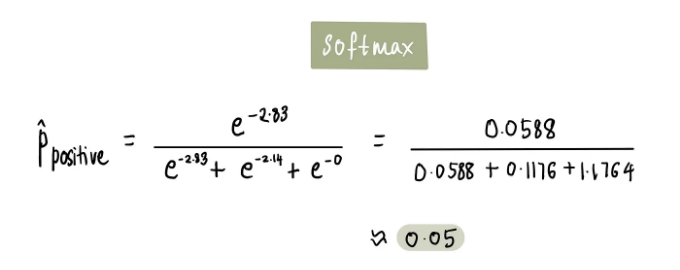 softmax
P̂positive = e^-2.83 / (e^-2.83 + e^-2.14 + e^-0) = 0.0588 / (0.0588 + 0.1176 + 1.1764)
≈ 0.05